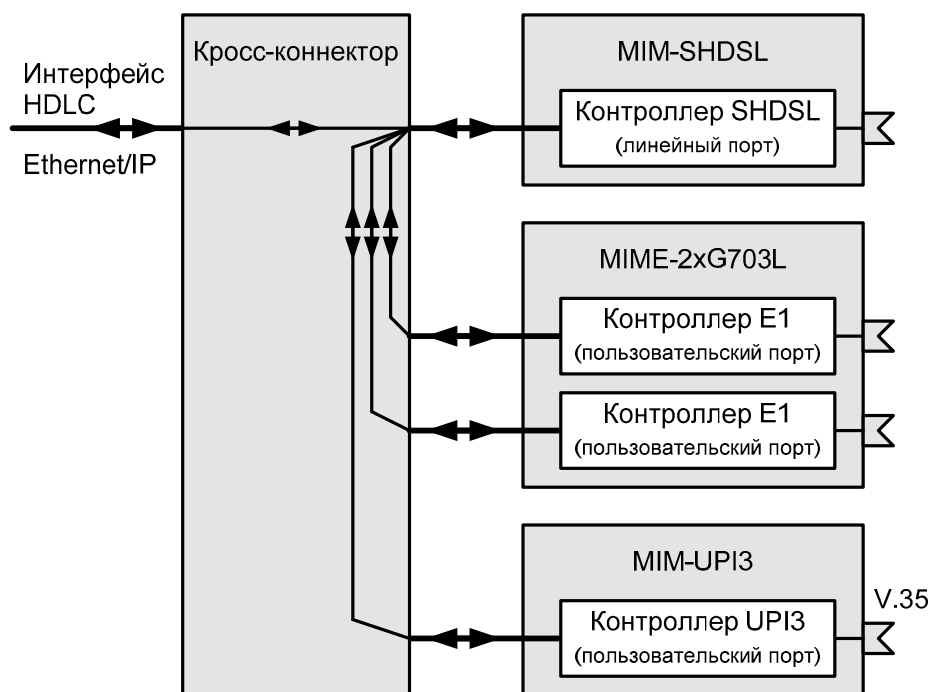 Кросс-коннектор
Интерфейс
HDLC
Ethernet/IP
MIM-SHDSL
Контроллер SHDSL
(линейный порт)
MIME-2xG703L
Контроллер E1
(пользовательский порт)
Контроллер E1
(пользовательский порт)
MIM-UPI3
V.35
Контроллер UPI3
(пользовательский порт)